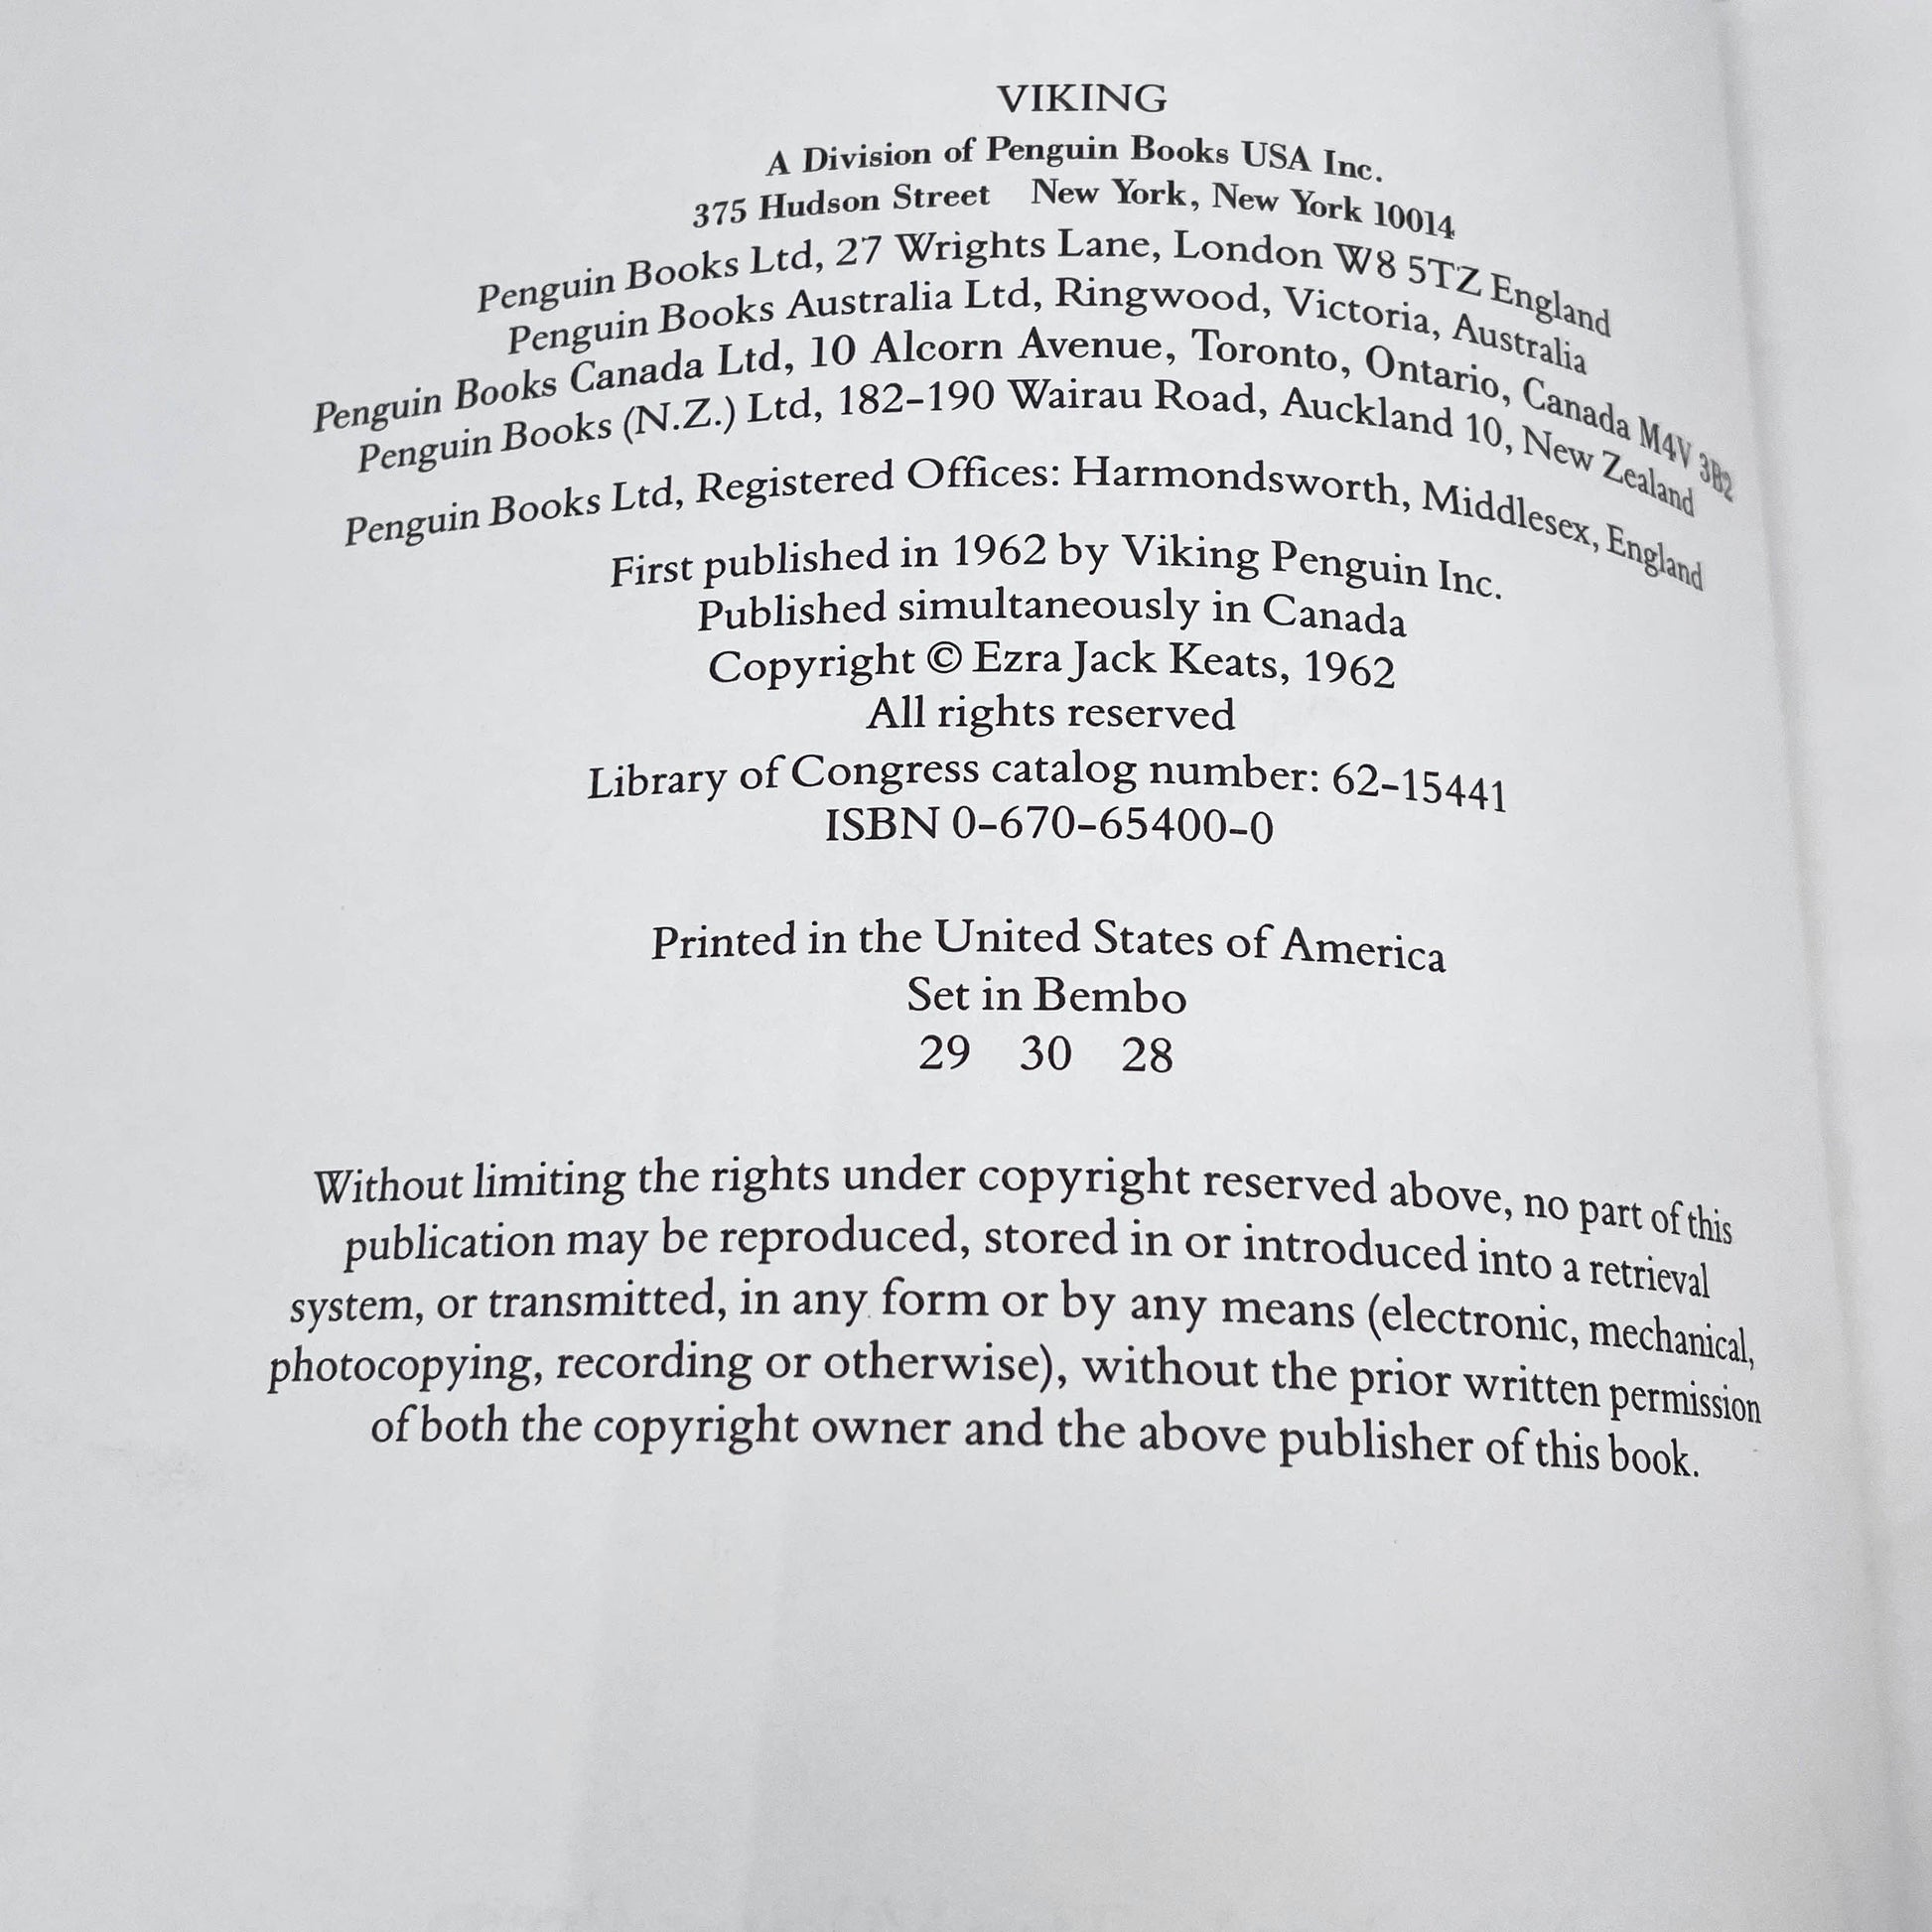 VIKING
A Division of Penguin Books USA Inc.
375 Hudson Street New York, New York 10014
Penguin Books Ltd, 27 Wrights Lane, London W8 5TZ England
Penguin Books Australia Ltd, Ringwood, Victoria, Australia
Penguin Books Canada Ltd, 10 Alcorn Avenue, Toronto, Ontario, Canada M4V 3B2
Penguin Books (N.Z.) Ltd, 182–190 Wairau Road, Auckland 10, New Zealand
Penguin Books Ltd, Registered Offices: Harmondsworth, Middlesex, England
First published in 1962 by Viking Penguin Inc.
Published simultaneously in Canada
Copyright © Ezra Jack Keats, 1962
All rights reserved
Library of Congress catalog number: 62–15441
ISBN 0–670–65400–0
Printed in the United States of America
Set in Bembo
29 30 28
Without limiting the rights under copyright reserved above, no part of this
publication may be reproduced, stored in or introduced into a retrieval
system, or transmitted, in any form or by any means (electronic, mechanical,
photocopying, recording or otherwise), without the prior written permission
of both the copyright owner and the above publisher of this book.